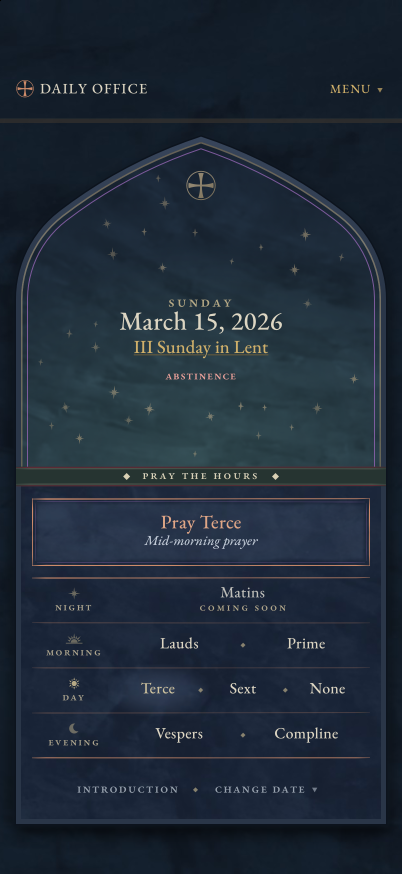 DAILY OFFICE
MENU ▼
SUNDAY
March 15, 2026
III Sunday in Lent
ABSTINENCE
◆ PRAY THE HOURS ◆
Pray Terce
Mid-morning prayer
NIGHT
Matins
COMING SOON
MORNING
Lauds ◆ Prime
DAY
Terce ◆ Sext ◆ None
EVENING
Vespers ◆ Compline
INTRODUCTION ◆ CHANGE DATE ▼